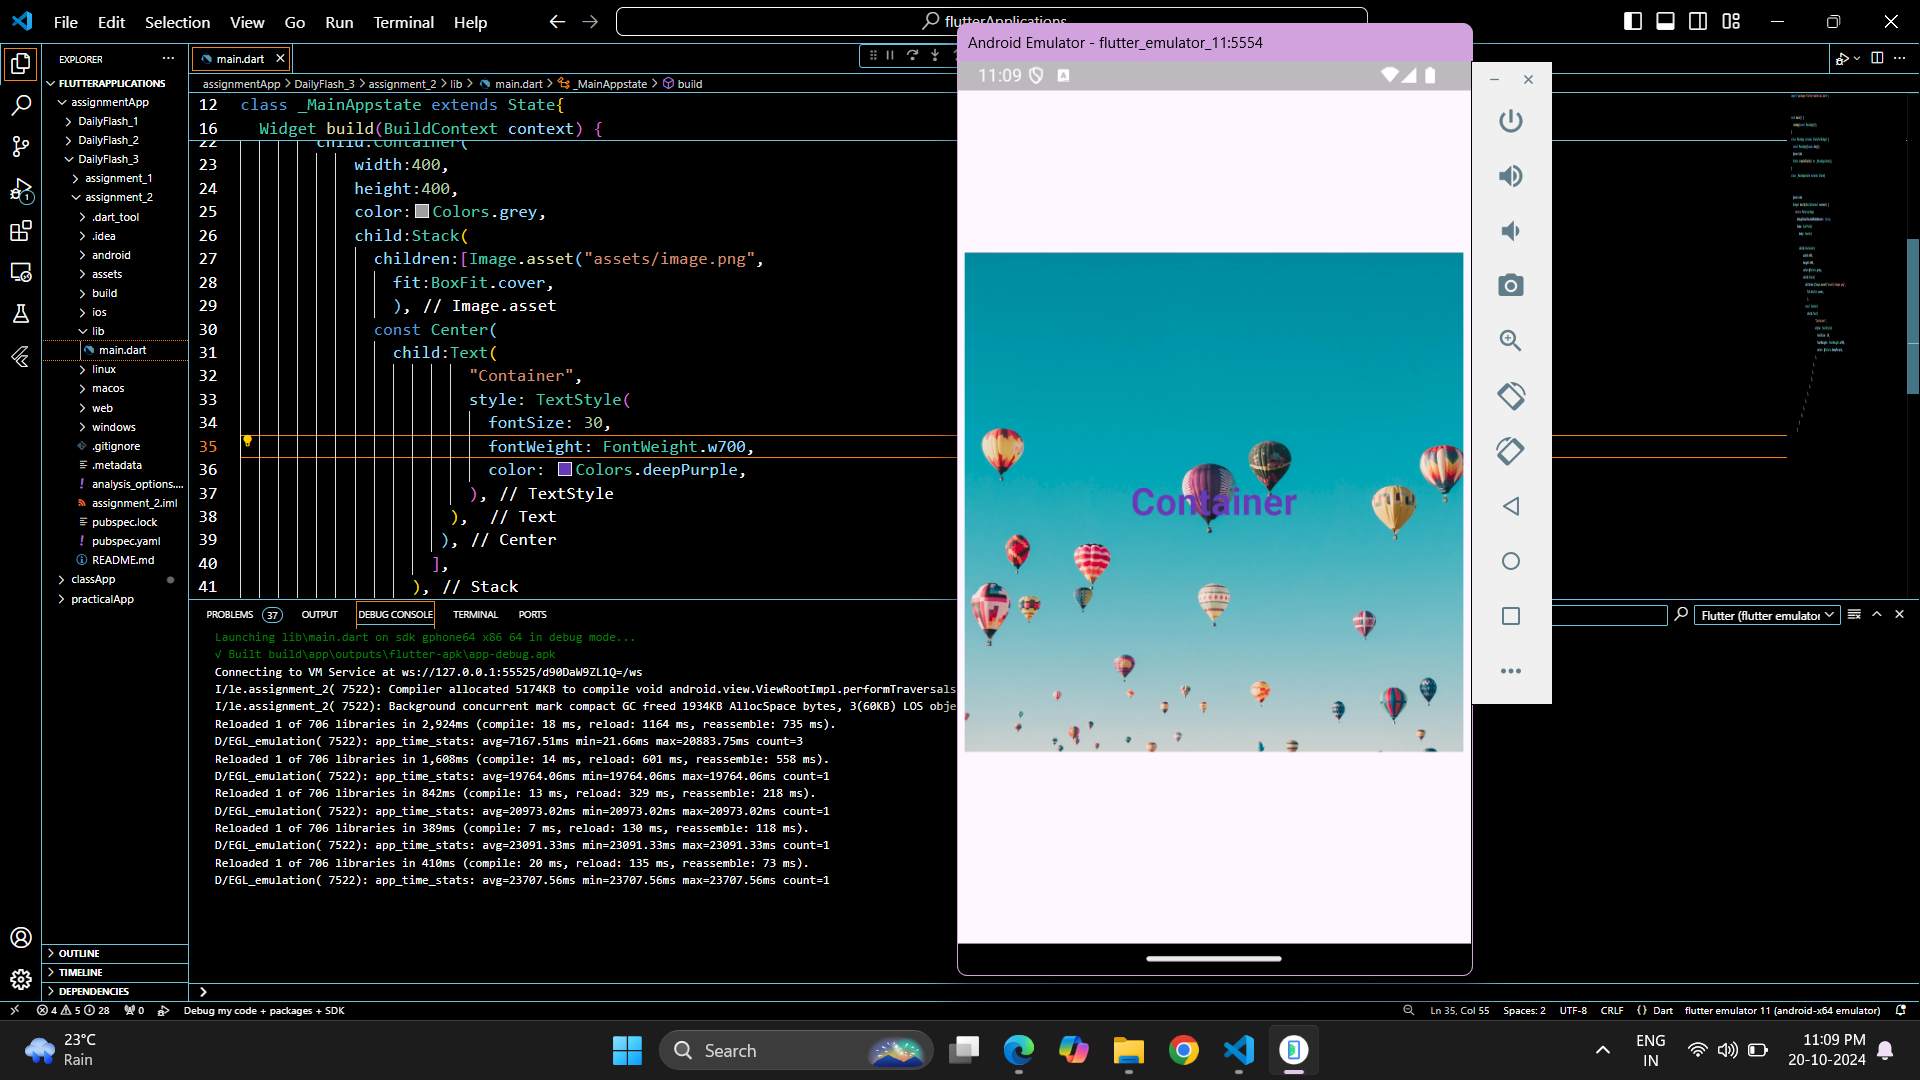 File Edit Selection View Go Run Terminal Help
flutterApplications
EXPLORER
FLUTTERAPPLICATIONS
assignmentApp
DailyFlash_1
DailyFlash_2
DailyFlash_3
assignment_1
assignment_2
.dart_tool
.idea
android
assets
build
ios
lib
main.dart
linux
macos
web
windows
.gitignore
.metadata
analysis_options....
assignment_2.iml
pubspec.lock
pubspec.yaml
README.md
classApp
practicalApp
OUTLINE
TIMELINE
DEPENDENCIES
main.dart
assignmentApp > DailyFlash_3 > assignment_2 > lib > main.dart > _MainAppstate > build
12 class _MainAppstate extends State{
16 Widget build(BuildContext context) {
22 child:Container(
23 width:400,
24 height:400,
25 color:Colors.grey,
26 child:Stack(
27 children:[Image.asset("assets/image.png",
28 fit:BoxFit.cover,
29 ), // Image.asset
30 const Center(
31 child:Text(
32 "Container",
33 style: TextStyle(
34 fontSize: 30,
35 fontWeight: FontWeight.w700,
36 color: Colors.deepPurple,
37 ), // TextStyle
38 ), // Text
39 ), // Center
40 ],
41 ), // Stack
PROBLEMS 37 OUTPUT DEBUG CONSOLE TERMINAL PORTS
Flutter (flutter emulator
Launching lib\main.dart on sdk gphone64 x86 64 in debug mode...
√ Built build\app\outputs\flutter-apk\app-debug.apk
Connecting to VM Service at ws://127.0.0.1:55525/d90DaW9ZL1Q=/ws
I/le.assignment_2( 7522): Compiler allocated 5174KB to compile void android.view.ViewRootImpl.performTraversals
I/le.assignment_2( 7522): Background concurrent mark compact GC freed 1934KB AllocSpace bytes, 3(60KB) LOS obje
Reloaded 1 of 706 libraries in 2,924ms (compile: 18 ms, reload: 1164 ms, reassemble: 735 ms).
D/EGL_emulation( 7522): app_time_stats: avg=7167.51ms min=21.66ms max=20883.75ms count=3
Reloaded 1 of 706 libraries in 1,608ms (compile: 14 ms, reload: 601 ms, reassemble: 558 ms).
D/EGL_emulation( 7522): app_time_stats: avg=19764.06ms min=19764.06ms max=19764.06ms count=1
Reloaded 1 of 706 libraries in 842ms (compile: 13 ms, reload: 329 ms, reassemble: 218 ms).
D/EGL_emulation( 7522): app_time_stats: avg=20973.02ms min=20973.02ms max=20973.02ms count=1
Reloaded 1 of 706 libraries in 389ms (compile: 7 ms, reload: 130 ms, reassemble: 118 ms).
D/EGL_emulation( 7522): app_time_stats: avg=23091.33ms min=23091.33ms max=23091.33ms count=1
Reloaded 1 of 706 libraries in 410ms (compile: 20 ms, reload: 135 ms, reassemble: 73 ms).
D/EGL_emulation( 7522): app_time_stats: avg=23707.56ms min=23707.56ms max=23707.56ms count=1
Android Emulator - flutter_emulator_11:5554
11:09
Container
4 5 28 0 Debug my code + packages + SDK
Ln 35, Col 55 Spaces: 2 UTF-8 CRLF {} Dart flutter emulator 11 (android-x64 emulator)
23°C
Rain
Search
ENG
IN
11:09 PM
20-10-2024